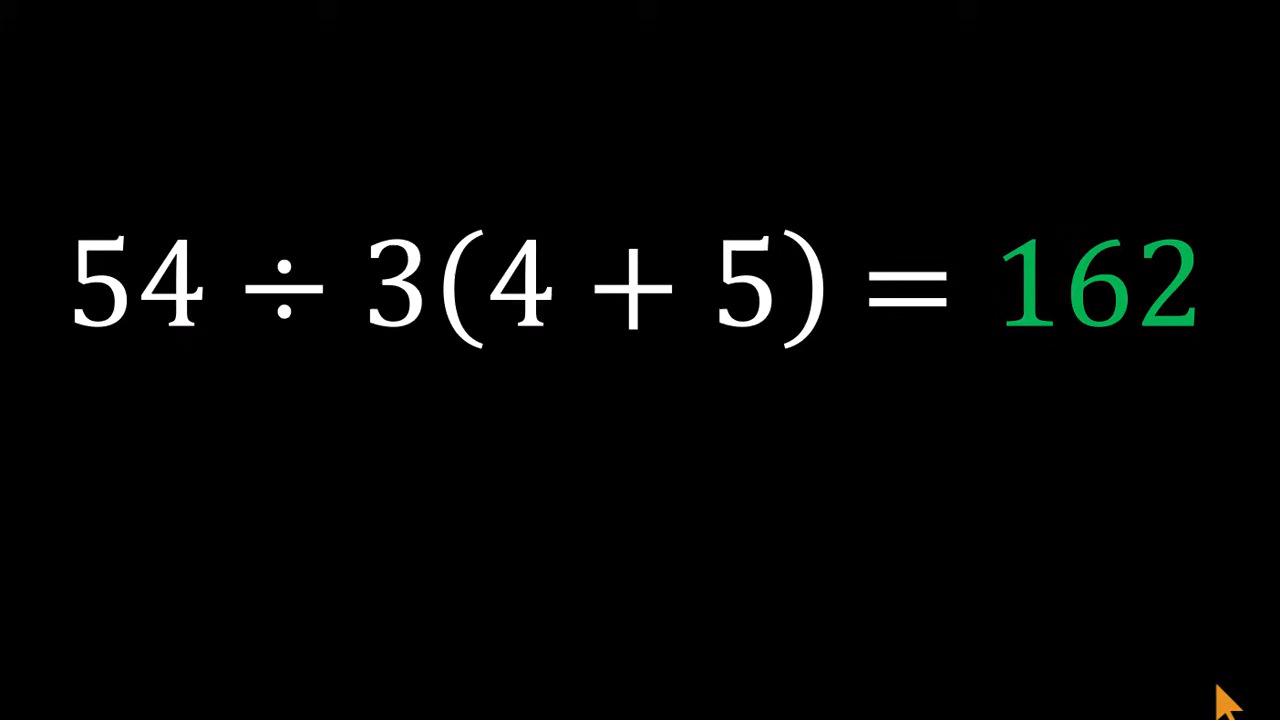 54 ÷ 3(4 + 5) = 162